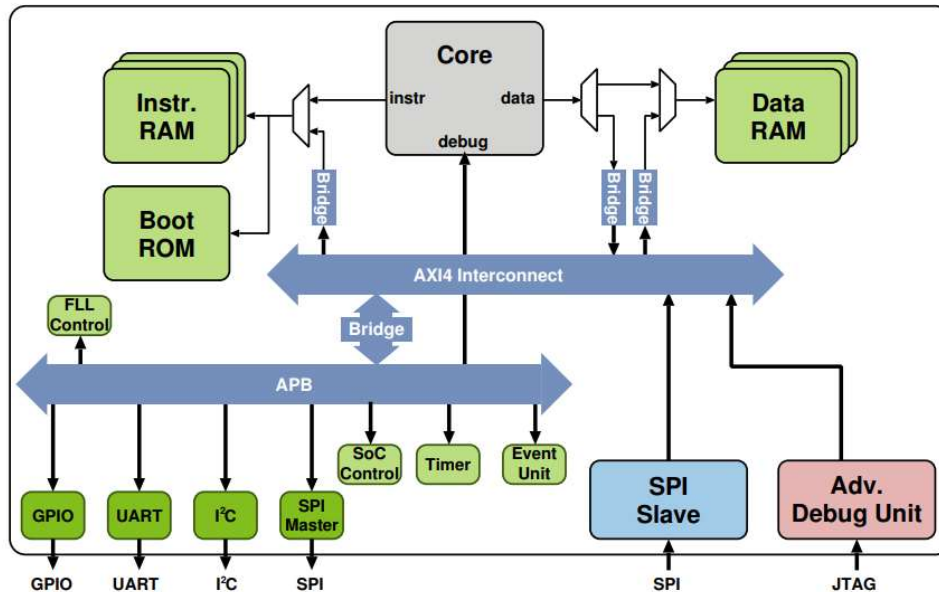 Core
instr
data
debug
Instr.
RAM
Data
RAM
Boot
ROM
Bridge
Bridge
Bridge
AXI4 Interconnect
FLL
Control
Bridge
APB
SoC
Control
Timer
Event
Unit
GPIO
UART
I²C
SPI
Master
SPI
Slave
Adv.
Debug Unit
GPIO
UART
I²C
SPI
SPI
JTAG